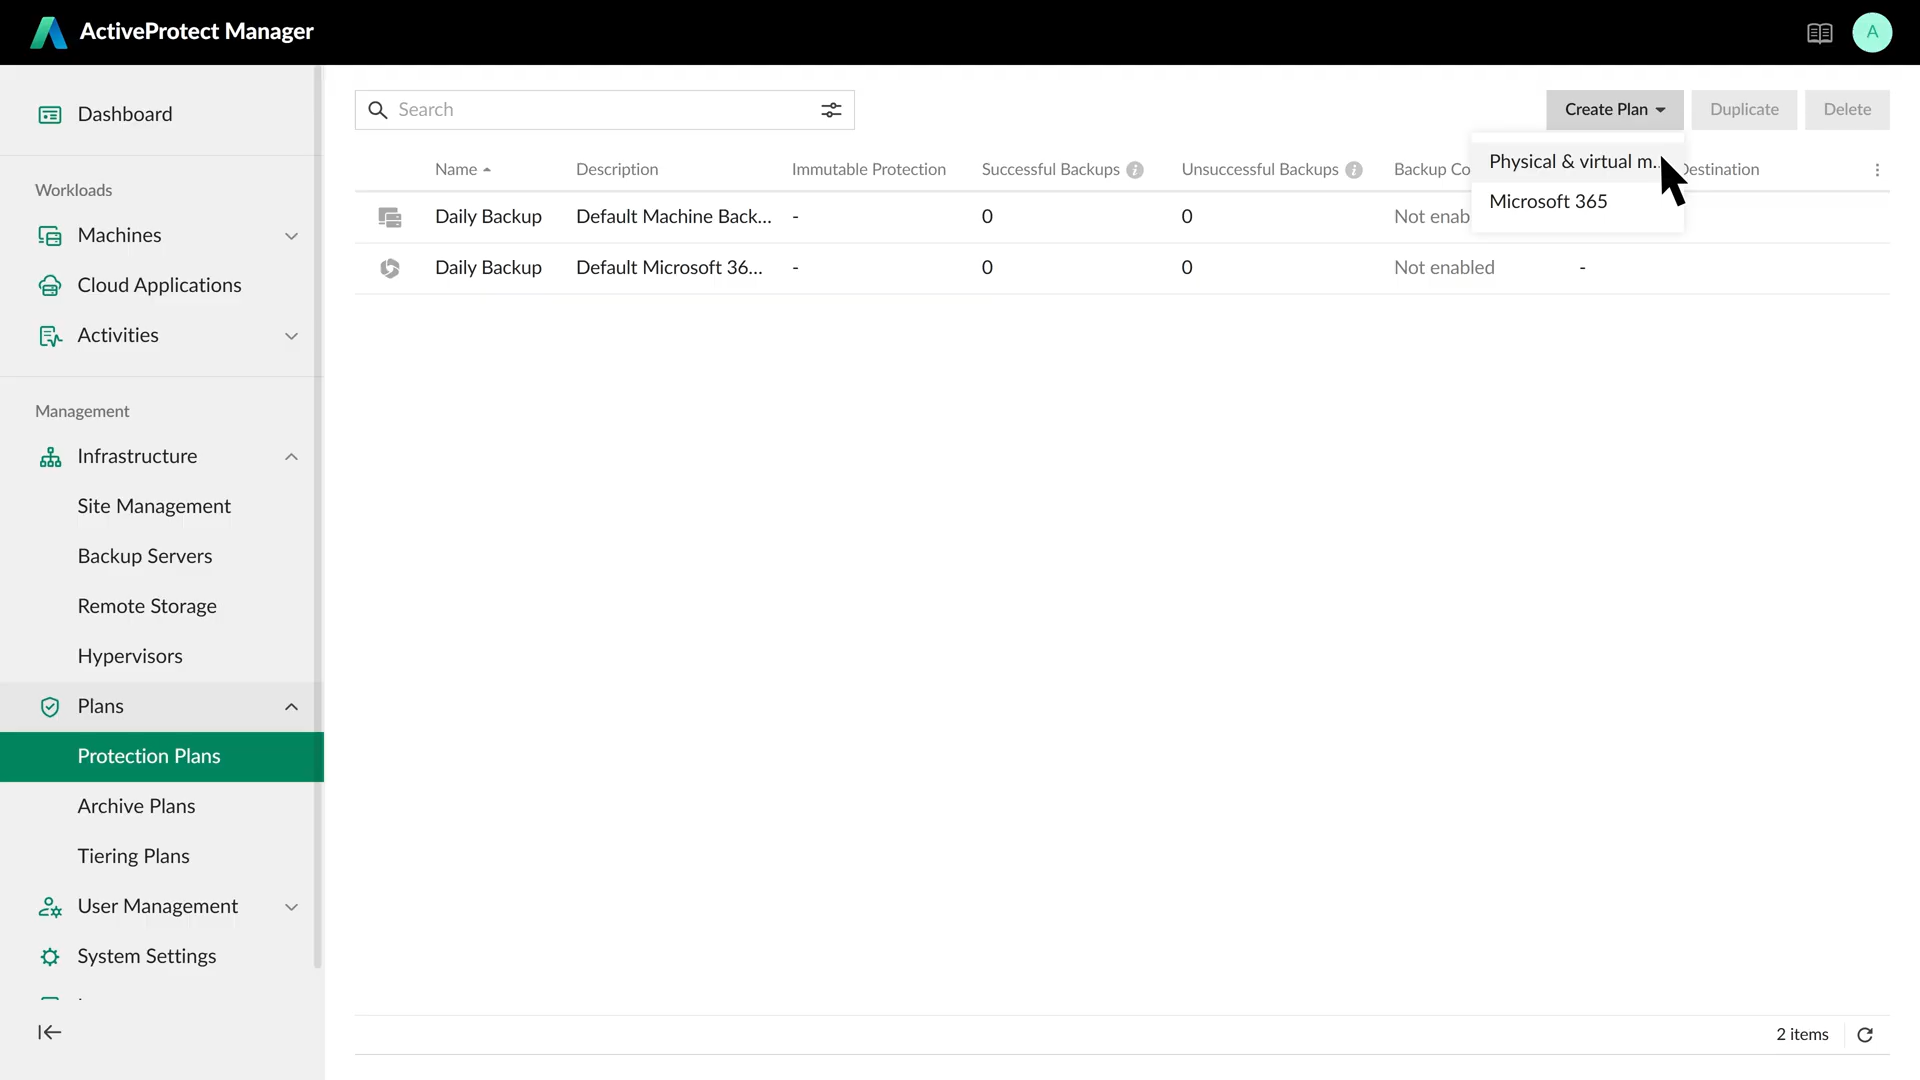 ActiveProtect Manager
A
Dashboard
Workloads
Machines
Cloud Applications
Activities
Management
Infrastructure
Site Management
Backup Servers
Remote Storage
Hypervisors
Plans
Protection Plans
Archive Plans
Tiering Plans
User Management
System Settings
Search
Create Plan
Duplicate
Delete
Physical & virtual m...
Microsoft 365
Name
Description
Immutable Protection
Successful Backups
Unsuccessful Backups
Backup Co
Destination
Daily Backup
Default Machine Back...
-
0
0
Not enab
Daily Backup
Default Microsoft 36...
-
0
0
Not enabled
-
2 items